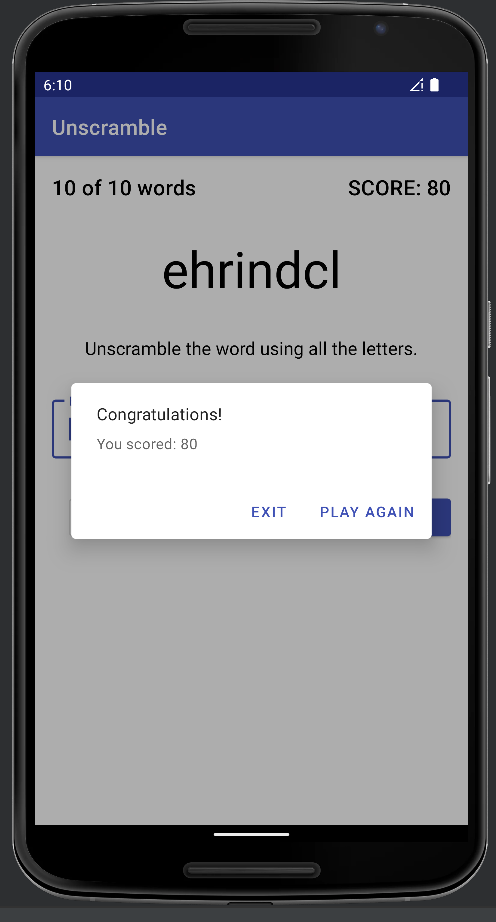 6:10
Unscramble
10 of 10 words SCORE: 80
ehrindcl
Unscramble the word using all the letters.
Congratulations!
You scored: 80
EXIT PLAY AGAIN